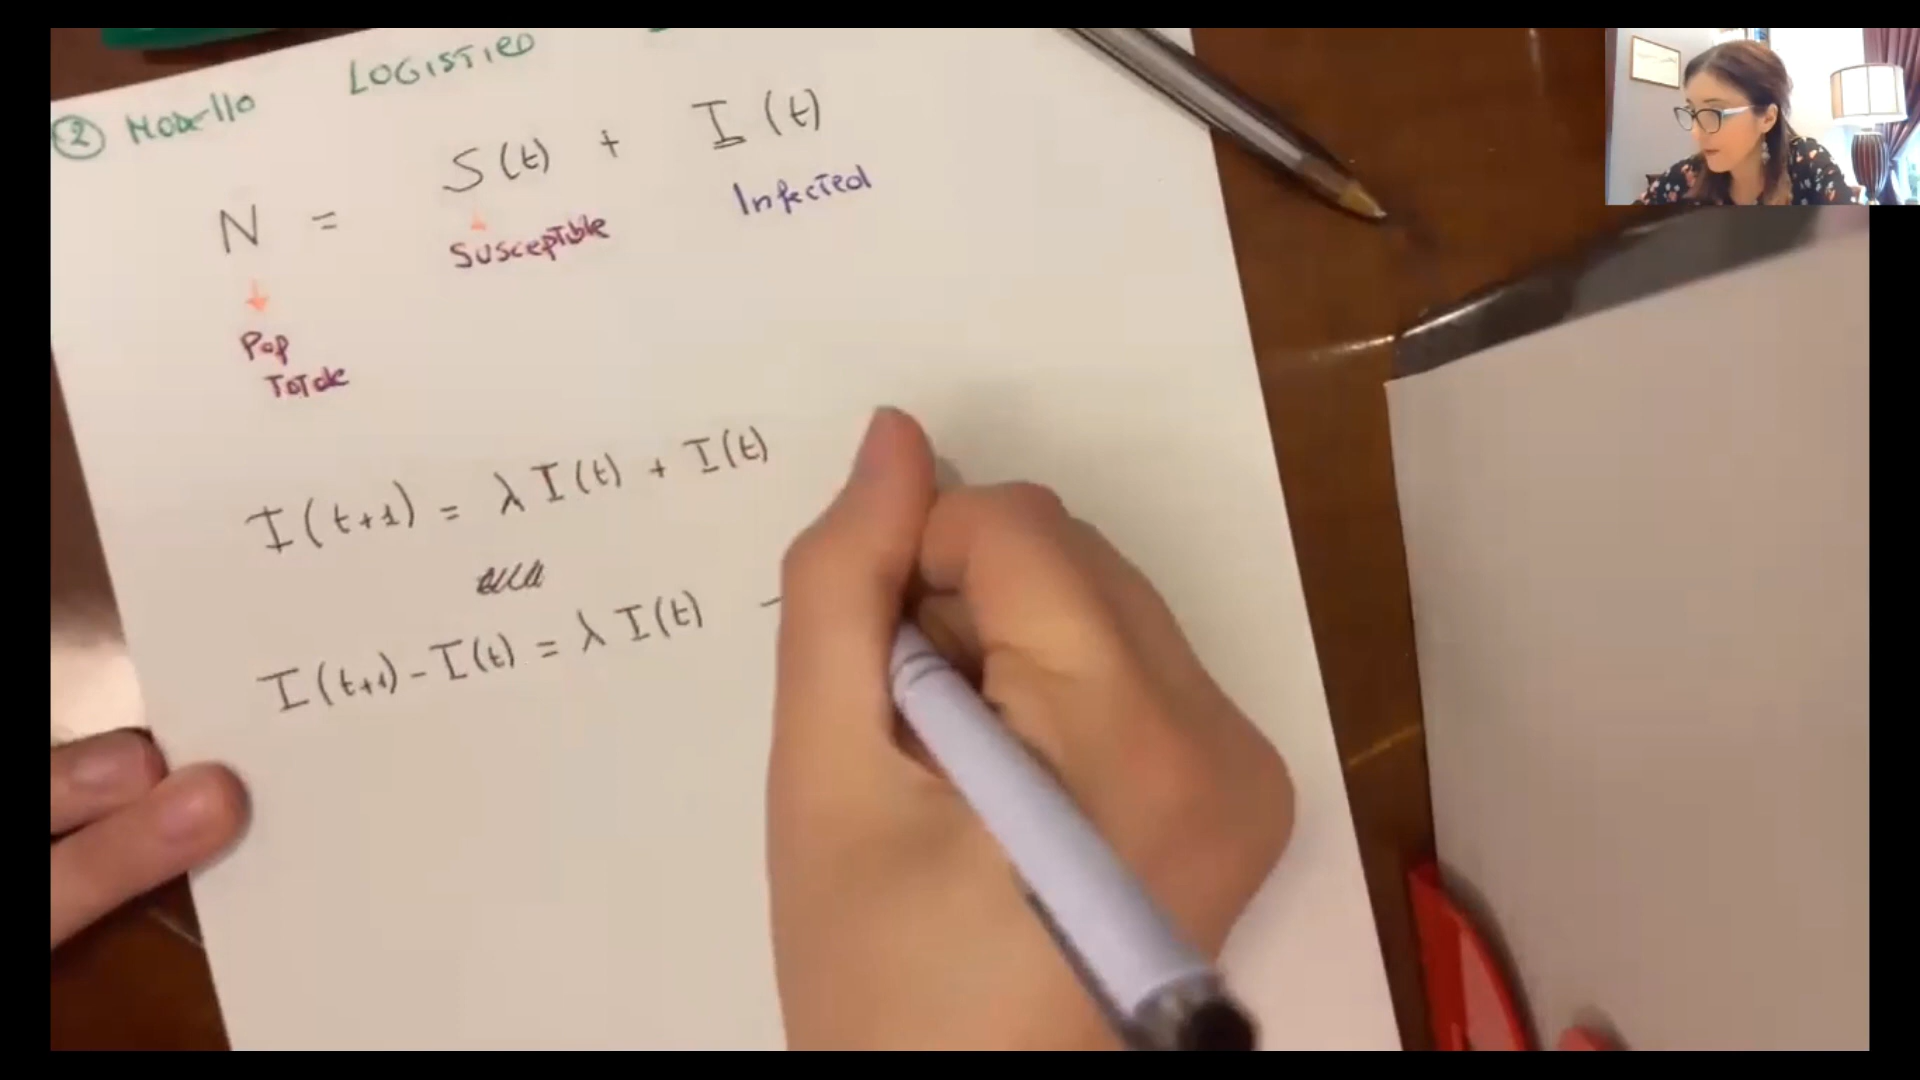 ② Modello LOGISTICO
N = S(t) + I(t)
Susceptible Infected
Pop
Totale
I(t+1) = λ I(t) + I(t)
I(t+1) - I(t) = λ I(t) -